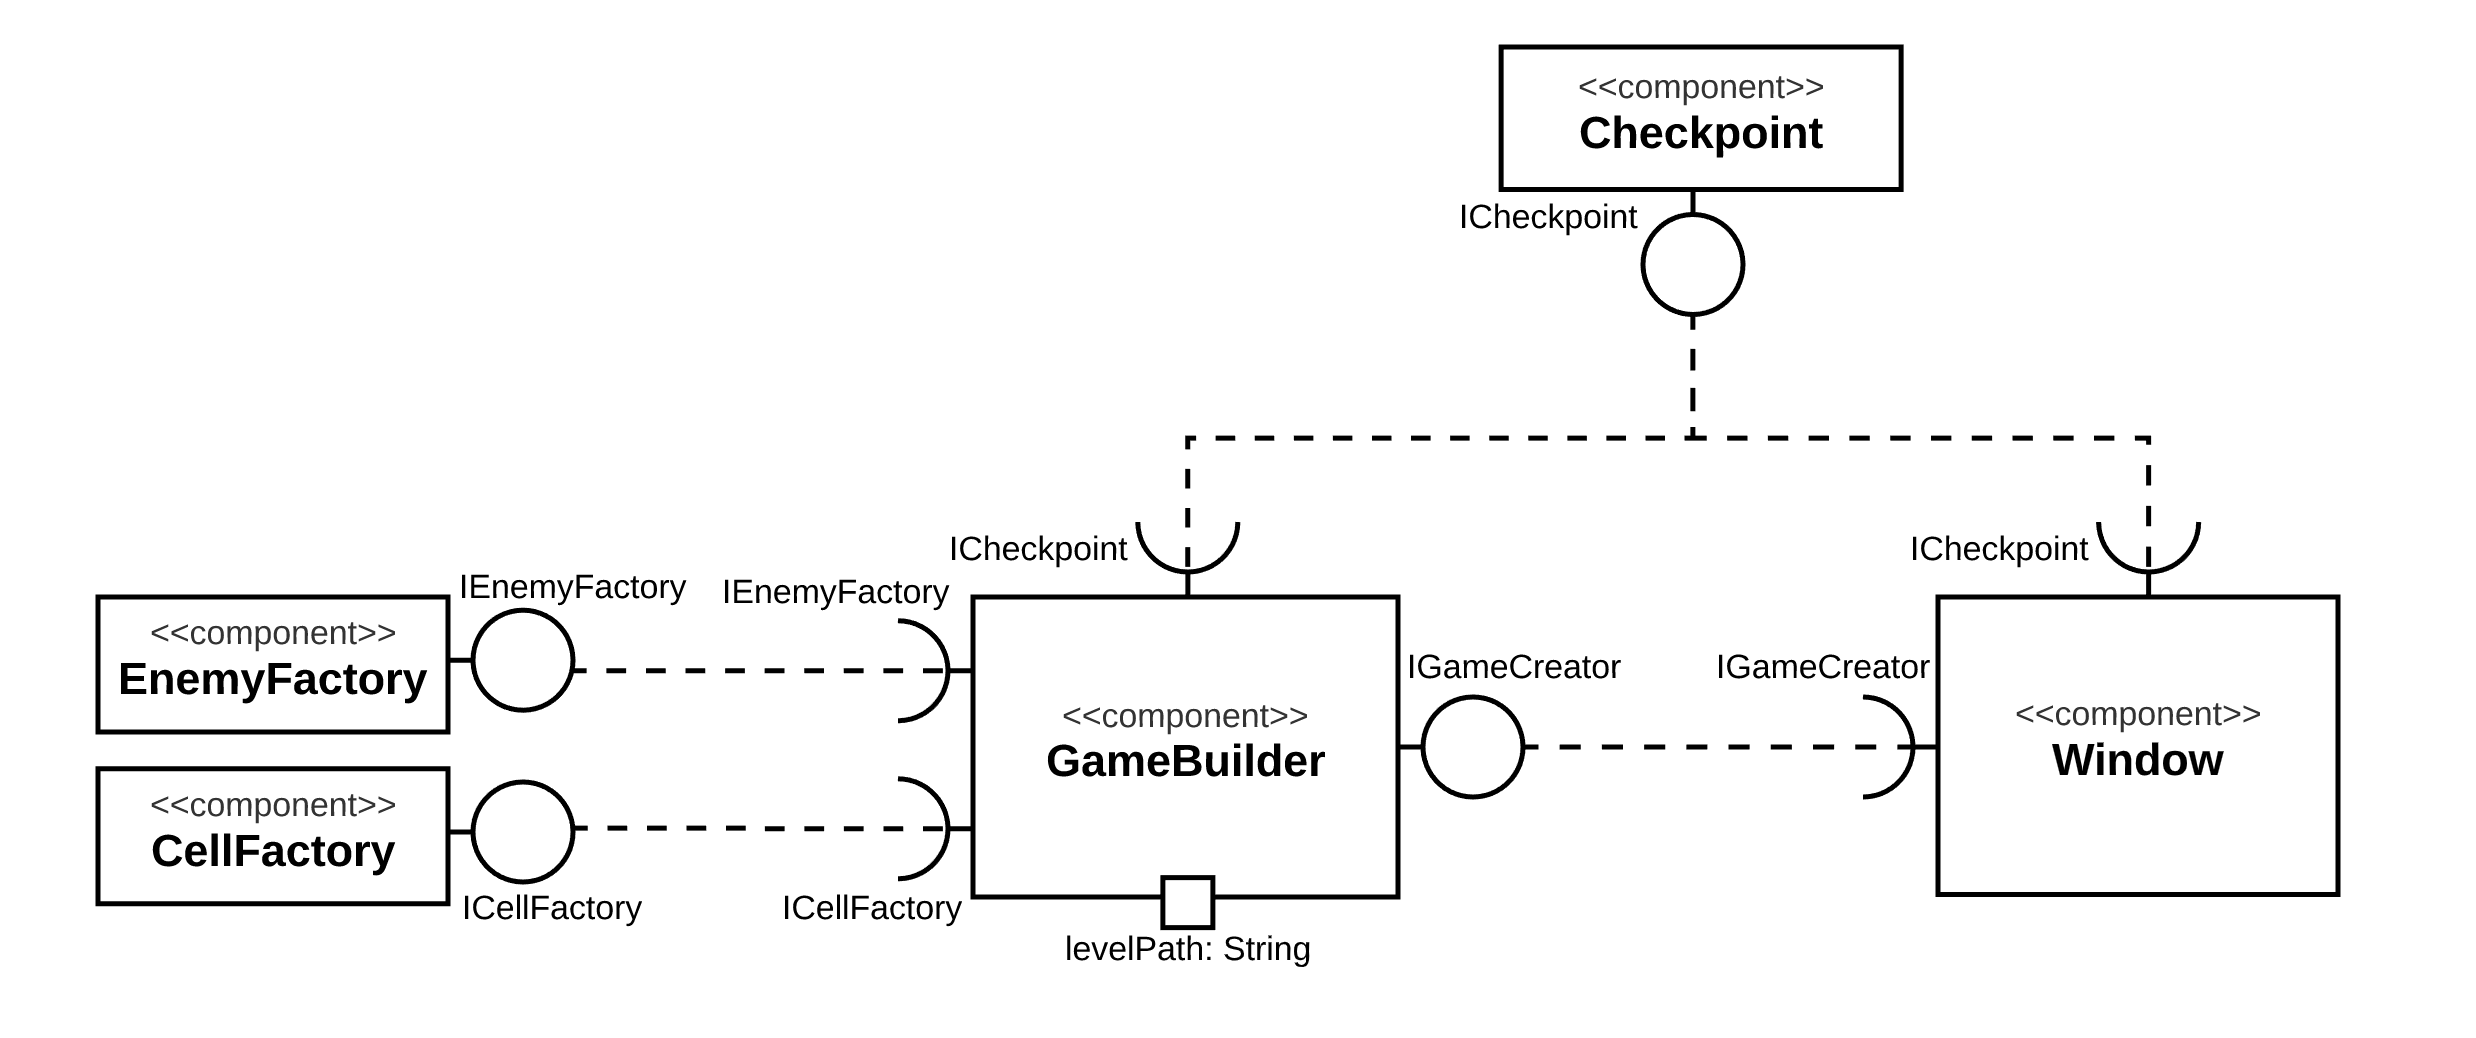 <<component>>
Checkpoint
ICheckpoint
ICheckpoint
ICheckpoint
IEnemyFactory
IEnemyFactory
<<component>>
EnemyFactory
IGameCreator
IGameCreator
<<component>>
GameBuilder
<<component>>
Window
<<component>>
CellFactory
ICellFactory
ICellFactory
levelPath: String